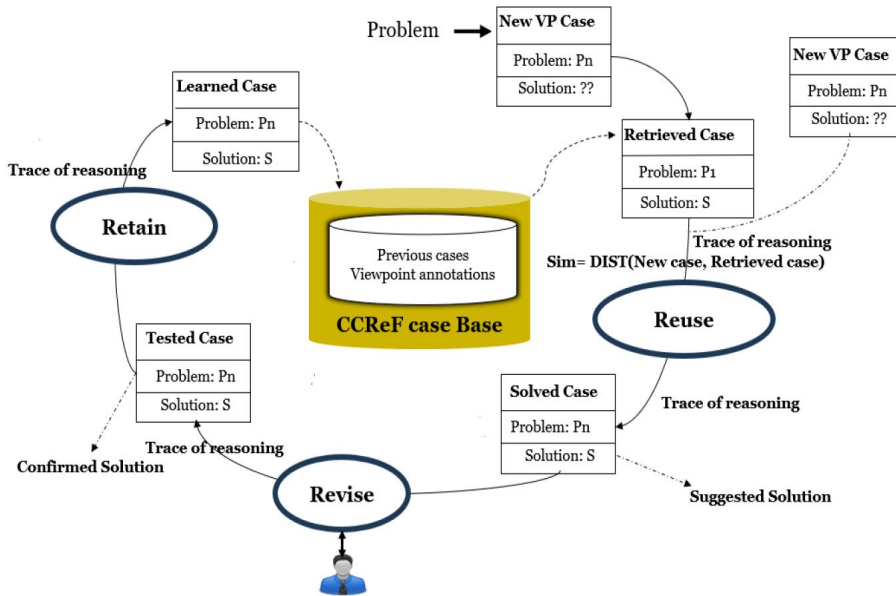 Problem
New VP Case
Problem: Pn
Solution: ??
New VP Case
Problem: Pn
Solution: ??
Learned Case
Problem: Pn
Solution: S
Retrieved Case
Problem: P1
Solution: S
Trace of reasoning
Retain
Previous cases
Viewpoint annotations
CCReF case Base
Trace of reasoning
Sim= DIST(New case, Retrieved case)
Reuse
Tested Case
Problem: Pn
Solution: S
Solved Case
Problem: Pn
Solution: S
Trace of reasoning
Trace of reasoning
Confirmed Solution
Revise
Suggested Solution